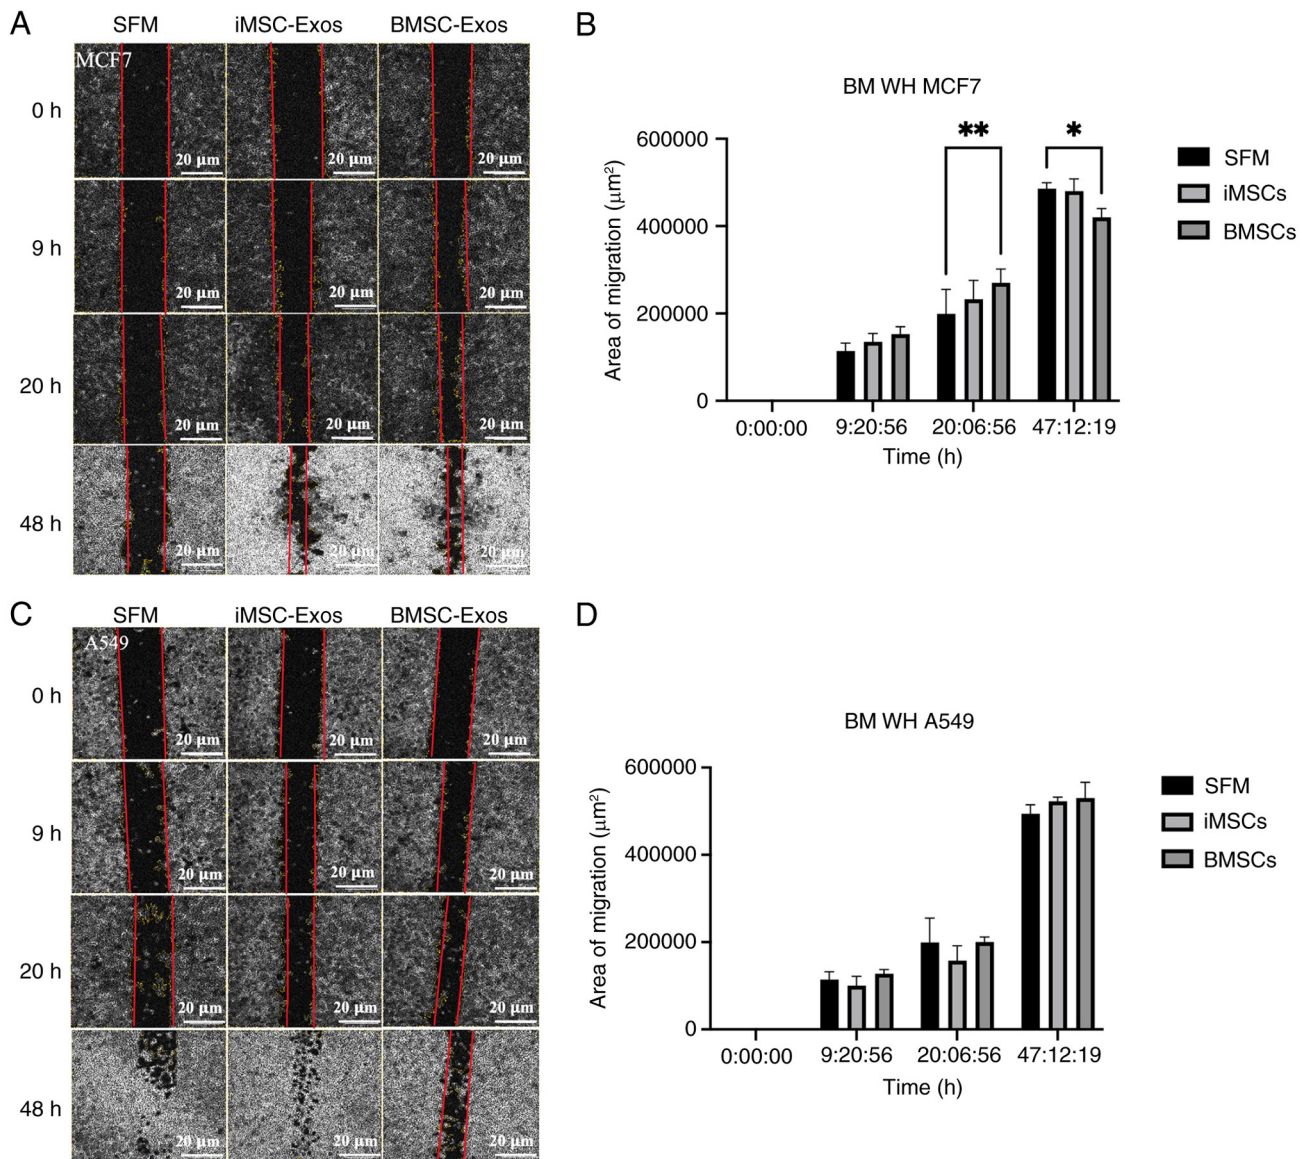 A
SFM iMSC-Exos BMSC-Exos
MCF7
0 h
20 µm 20 µm 20 µm
9 h
20 µm 20 µm 20 µm
20 h
20 µm 20 µm 20 µm
48 h
20 µm 20 µm 20 µm
B
BM WH MCF7
** *
Area of migration (µm²)
600000
400000
200000
0
0:00:00 9:20:56 20:06:56 47:12:19
Time (h)
SFM
iMSCs
BMSCs
C
SFM iMSC-Exos BMSC-Exos
A549
0 h
20 µm 20 µm 20 µm
9 h
20 µm 20 µm 20 µm
20 h
20 µm 20 µm 20 µm
48 h
20 µm 20 µm 20 µm
D
BM WH A549
Area of migration (µm²)
600000
400000
200000
0
0:00:00 9:20:56 20:06:56 47:12:19
Time (h)
SFM
iMSCs
BMSCs